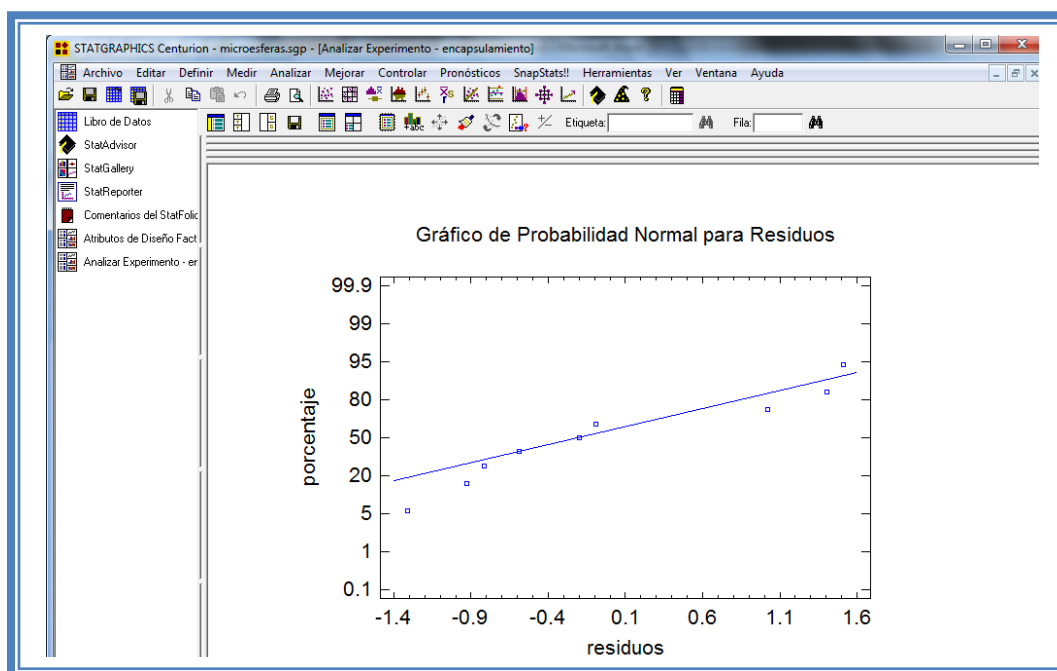 STATGRAPHICS Centurion - microesferas.sgp - [Analizar Experimento - encapsulamiento]
Archivo Editar Definir Medir Analizar Mejorar Controlar Pronósticos SnapStats!! Herramientas Ver Ventana Ayuda
Etiqueta: Fila:
Libro de Datos
StatAdvisor
StatGallery
StatReporter
Comentarios del StatFolic
Atributos de Diseño Fact
Analizar Experimento - er
Gráfico de Probabilidad Normal para Residuos
99.9
99
95
80
50
20
5
1
0.1
porcentaje
-1.4 -0.9 -0.4 0.1 0.6 1.1 1.6
residuos